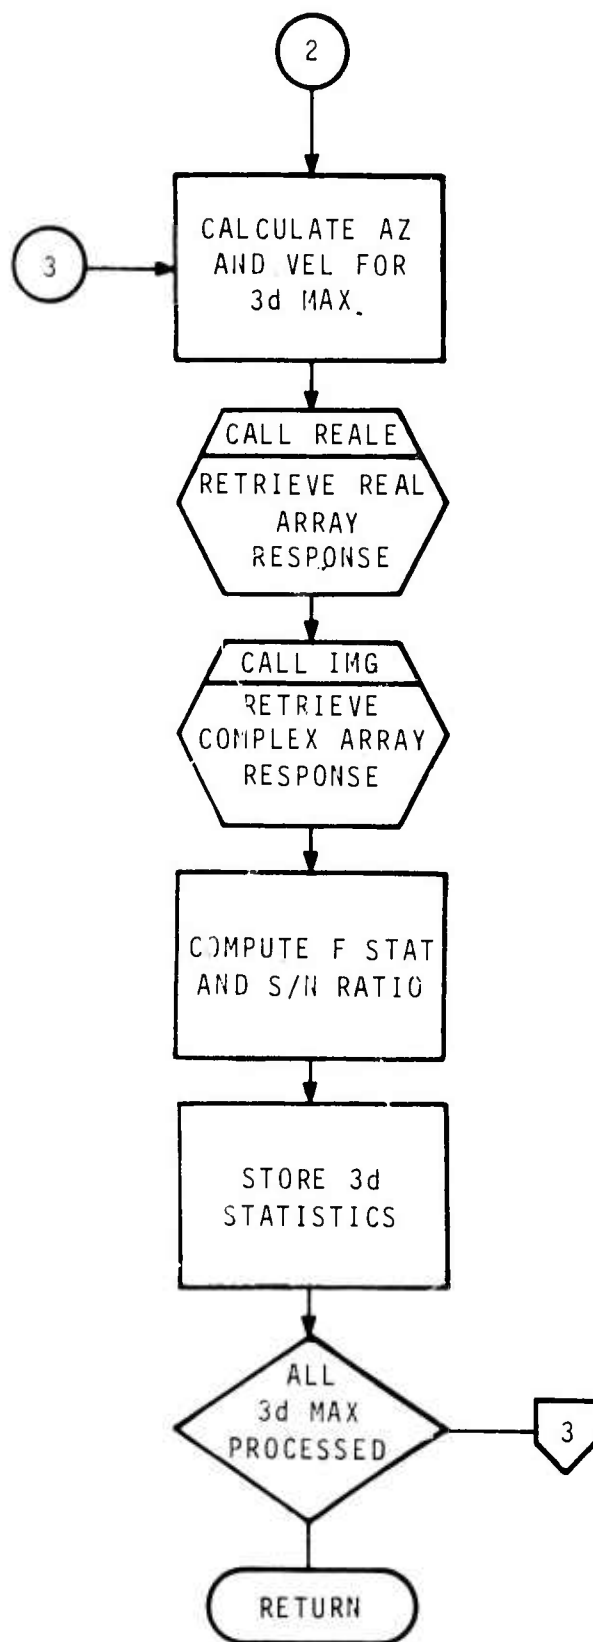 2
CALCULATE AZ
AND VEL FOR
3d MAX.
3
CALL REALE
RETRIEVE REAL
ARRAY
RESPONSE
CALL IMG
RETRIEVE
COMPLEX ARRAY
RESPONSE
COMPUTE F STAT
AND S/N RATIO
STORE 3d
STATISTICS
ALL
3d MAX
PROCESSED
3
RETURN